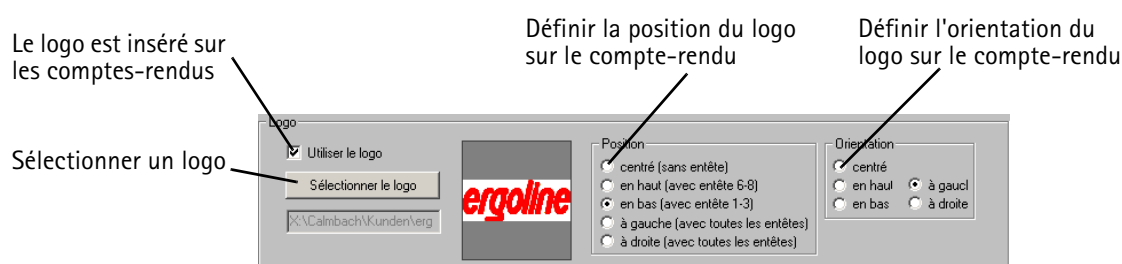 Définir la position du logo
sur le compte-rendu
Définir l'orientation du
logo sur le compte-rendu
Le logo est inséré sur
les comptes-rendus
Sélectionner un logo
Logo
Utiliser le logo
Sélectionner le logo
X:\Calmbach\Kunden\erg
ergoline
Position
centré (sans entête)
en haut (avec entête 6-8)
en bas (avec entête 1-3)
à gauche (avec toutes les entêtes)
à droite (avec toutes les entêtes)
Orientation
centré
en haul à gaucl
en bas à droite